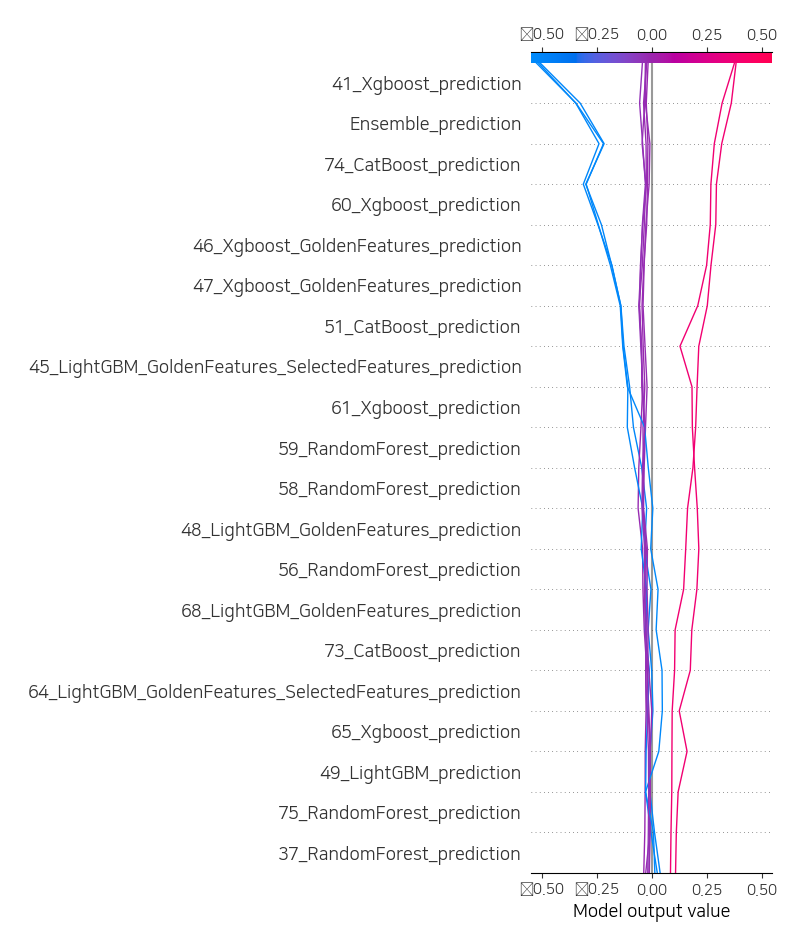 0.50 0.25 0.00 0.25 0.50
41_Xgboost_prediction
Ensemble_prediction
74_CatBoost_prediction
60_Xgboost_prediction
46_Xgboost_GoldenFeatures_prediction
47_Xgboost_GoldenFeatures_prediction
51_CatBoost_prediction
45_LightGBM_GoldenFeatures_SelectedFeatures_prediction
61_Xgboost_prediction
59_RandomForest_prediction
58_RandomForest_prediction
48_LightGBM_GoldenFeatures_prediction
56_RandomForest_prediction
68_LightGBM_GoldenFeatures_prediction
73_CatBoost_prediction
64_LightGBM_GoldenFeatures_SelectedFeatures_prediction
65_Xgboost_prediction
49_LightGBM_prediction
75_RandomForest_prediction
37_RandomForest_prediction
0.50 0.25 0.00 0.25 0.50
Model output value